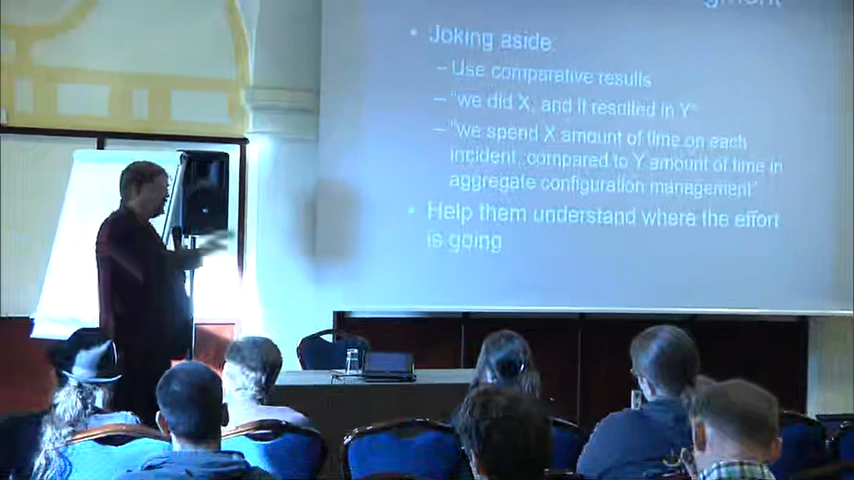 • Joking aside:
– Use comparative results
– "we did X, and it resulted in Y"
– "we spend X amount of time on each
incident, compared to Y amount of time in
aggregate configuration management"
• Help them understand where the effort
is going